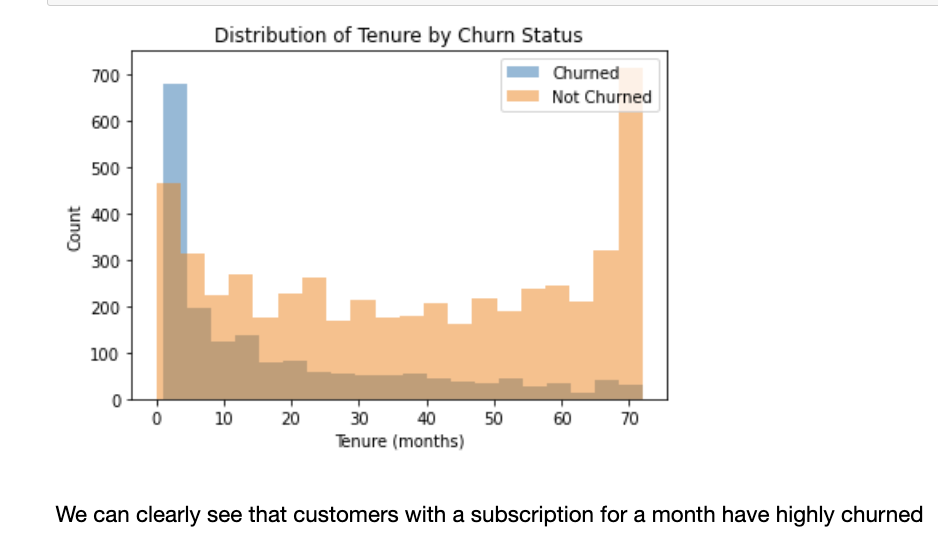 Distribution of Tenure by Churn Status
Churned
Not Churned
700
600
500
400
300
200
100
0
Count
0 10 20 30 40 50 60 70
Tenure (months)
We can clearly see that customers with a subscription for a month have highly churned